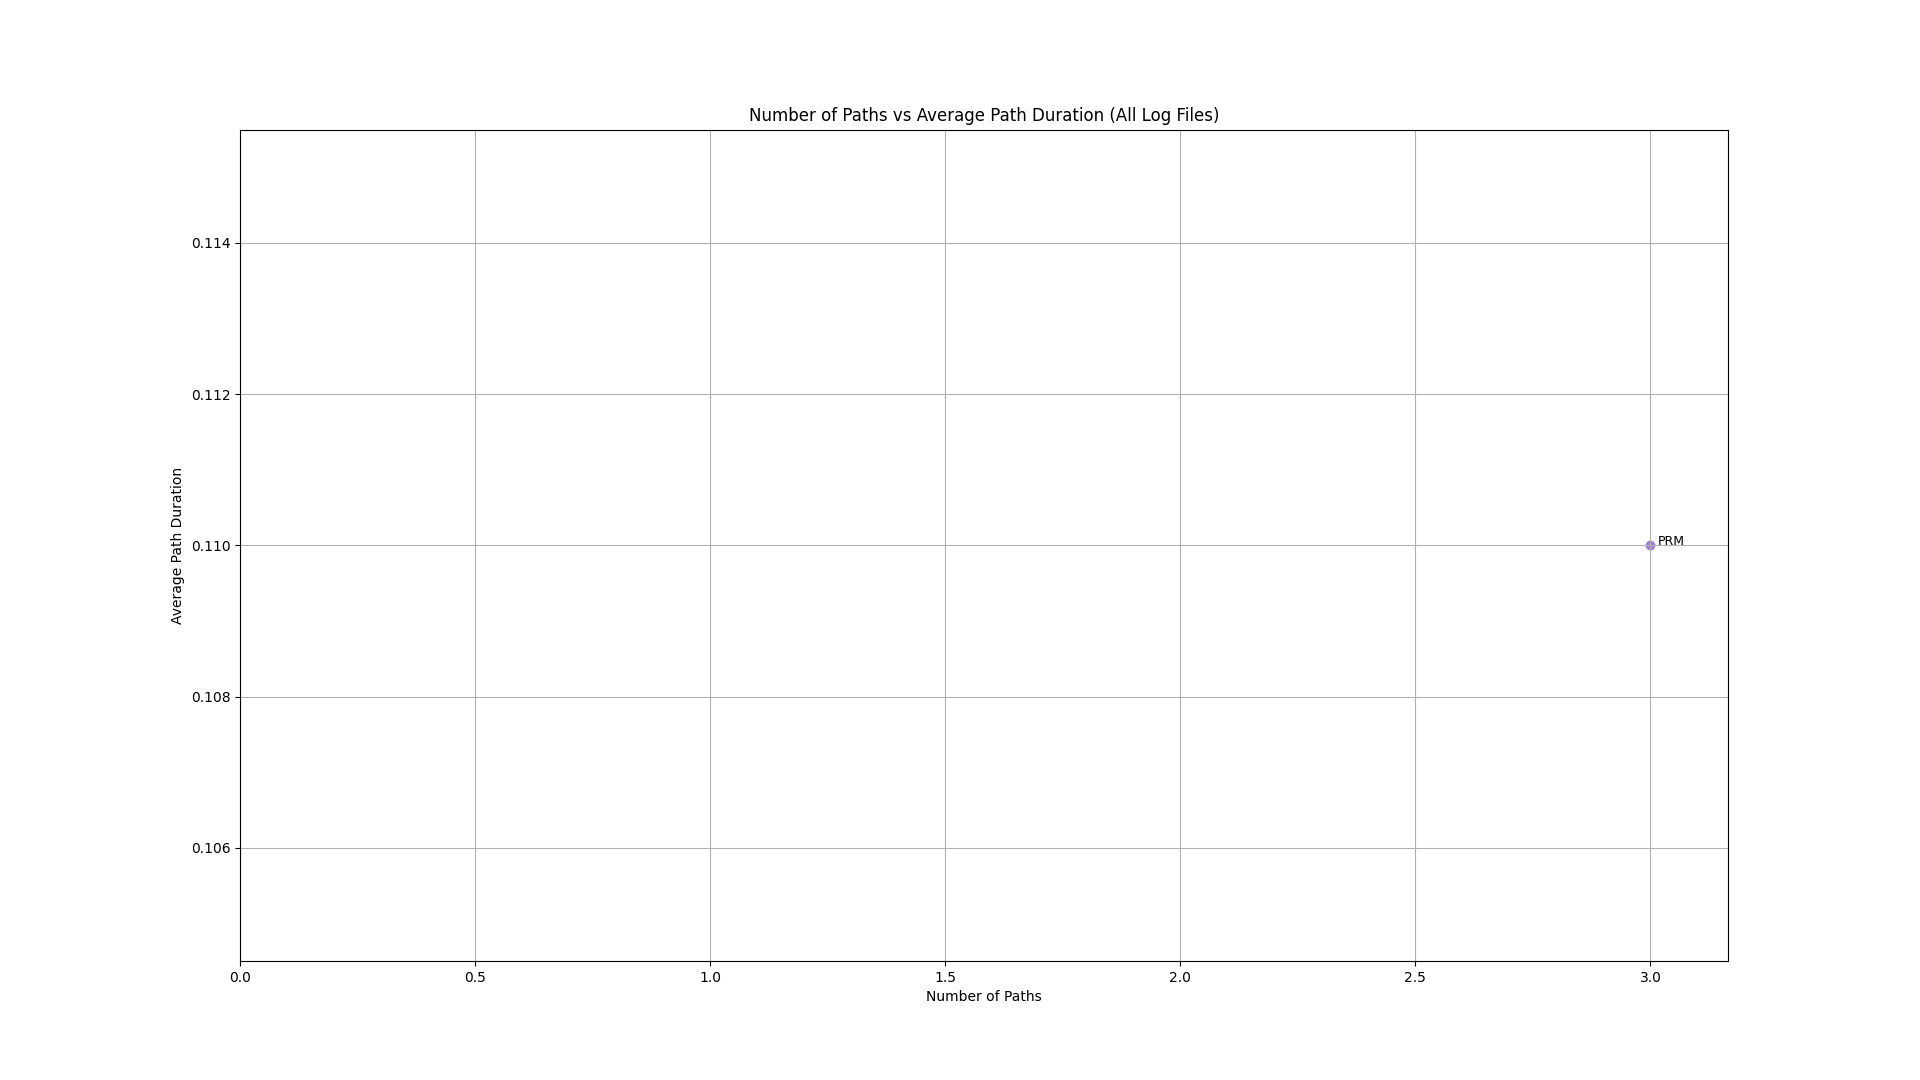 Number of Paths vs Average Path Duration (All Log Files)
Average Path Duration
0.114
0.112
0.110
0.108
0.106
PRM
0.0 0.5 1.0 1.5 2.0 2.5 3.0
Number of Paths